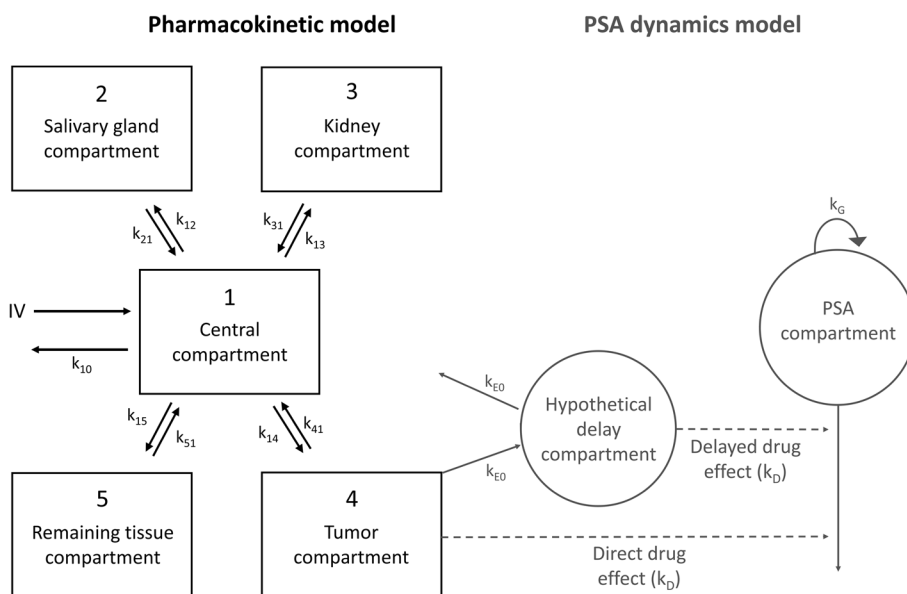 Pharmacokinetic model
PSA dynamics model
2
Salivary gland
compartment
3
Kidney
compartment
k12
k21
k31
k13
kG
IV
1
Central
compartment
k10
PSA
compartment
k15
k51
k14
k41
kE0
Hypothetical
delay
compartment
kE0
Delayed drug
effect (kD)
5
Remaining tissue
compartment
4
Tumor
compartment
Direct drug
effect (kD)